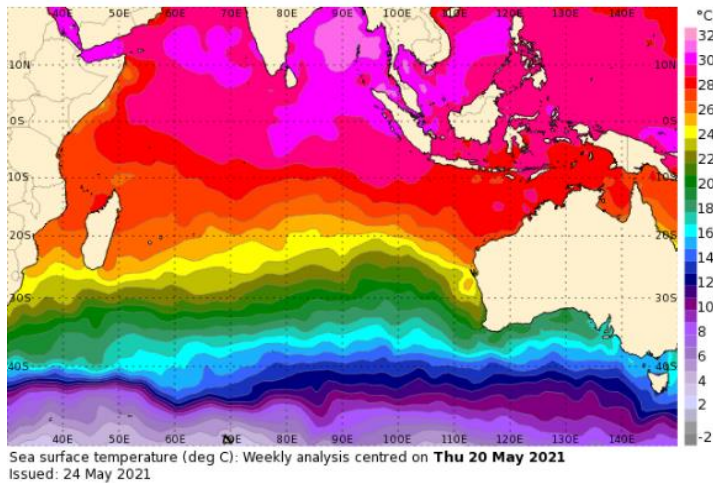 40E 50E 60E 70E 80E 90E 100E 110E 120E 130E 140E °C
32
30
10N 10N
28
26
0S 0S
24
22
10S 10S
20
18
20S 20S
16
14
12
30S 30S
10
8
6
40S 40S
4
2
-2
40E 50E 60E 80E 90E 100E 110E 120E 130E 140E
Sea surface temperature (deg C): Weekly analysis centred on Thu 20 May 2021
Issued: 24 May 2021